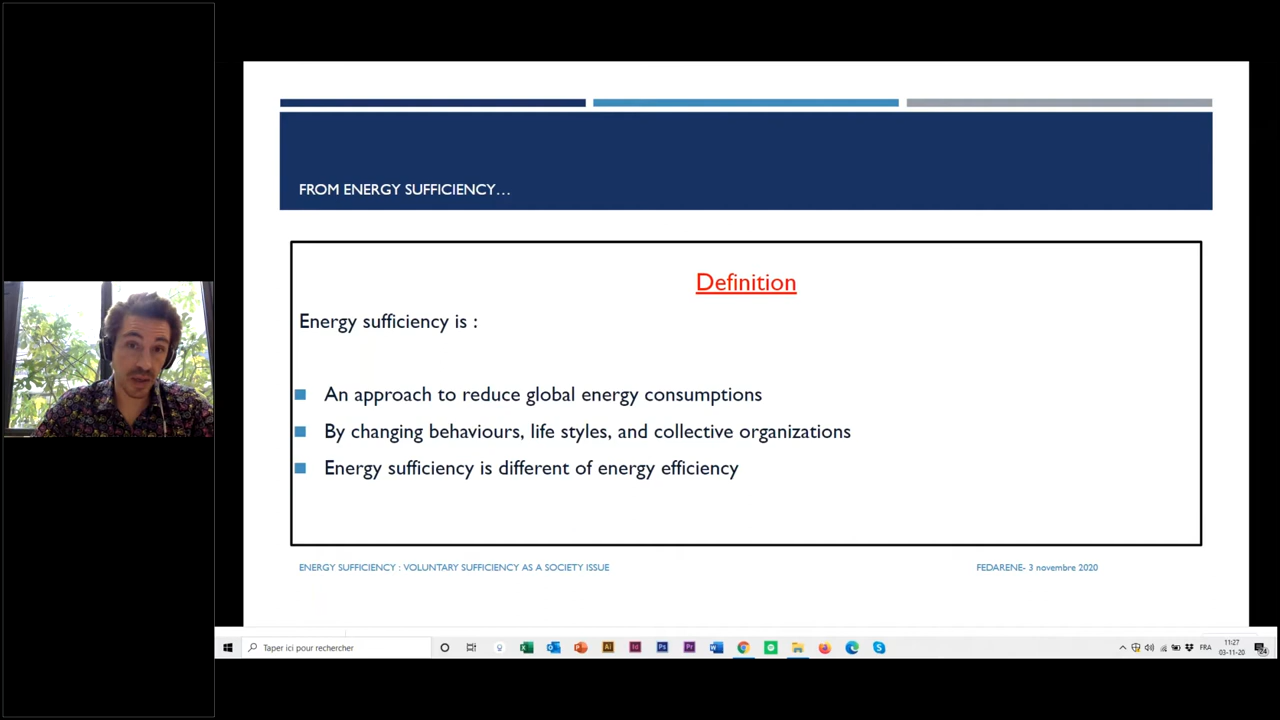 FROM ENERGY SUFFICIENCY…
Definition
Energy sufficiency is :
An approach to reduce global energy consumptions
By changing behaviours, life styles, and collective organizations
Energy sufficiency is different of energy efficiency
ENERGY SUFFICIENCY : VOLUNTARY SUFFICIENCY AS A SOCIETY ISSUE
FEDARENE- 3 novembre 2020
Taper ici pour rechercher
FRA
11:27
03-11-20
24